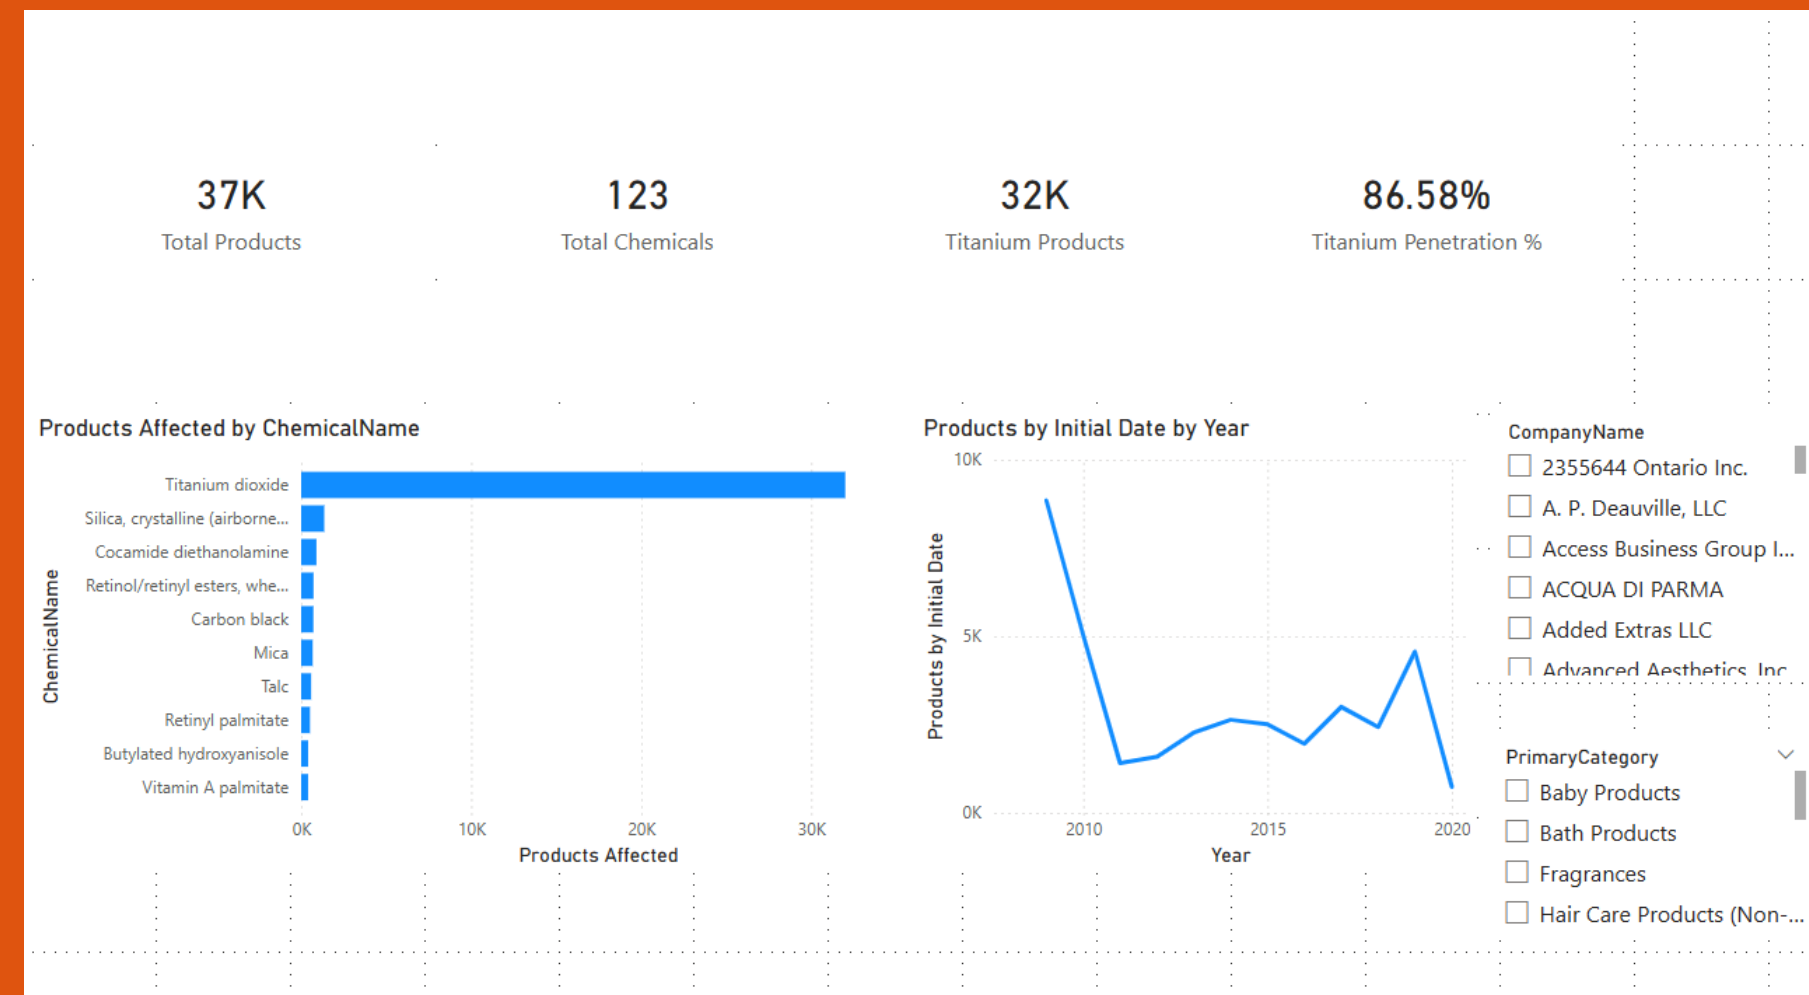 37K
Total Products
123
Total Chemicals
32K
Titanium Products
86.58%
Titanium Penetration %
Products Affected by ChemicalName
ChemicalName
Titanium dioxide
Silica, crystalline (airborne...
Cocamide diethanolamine
Retinol/retinyl esters, whe...
Carbon black
Mica
Talc
Retinyl palmitate
Butylated hydroxyanisole
Vitamin A palmitate
0K 10K 20K 30K
Products Affected
Products by Initial Date by Year
Products by Initial Date
10K
5K
0K
2010 2015 2020
Year
CompanyName
2355644 Ontario Inc.
A. P. Deauville, LLC
Access Business Group I...
ACQUA DI PARMA
Added Extras LLC
Advanced Aesthetics, Inc
PrimaryCategory
Baby Products
Bath Products
Fragrances
Hair Care Products (Non-...